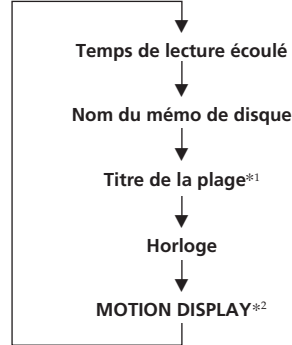 Temps de lecture écoulé
Nom du mémo de disque
Titre de la plage*1
Horloge
MOTION DISPLAY*2